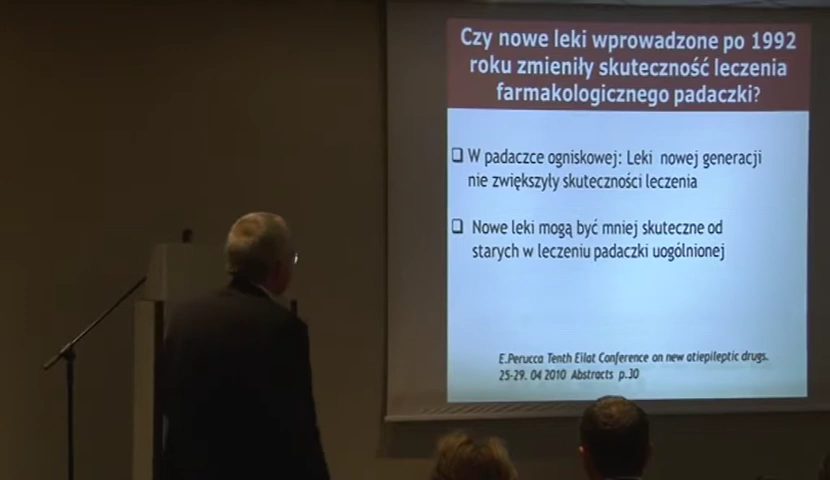 Czy nowe leki wprowadzone po 1992
roku zmieniły skuteczność leczenia
farmakologicznego padaczki?
W padaczce ogniskowej: Leki nowej generacji
nie zwiększyły skuteczności leczenia
Nowe leki mogą być mniej skuteczne od
starych w leczeniu padaczki uogólnionej
E.Perucca Tenth Eilat Conference on new atiepileptic drugs.
25-29. 04 2010 Abstracts p.30